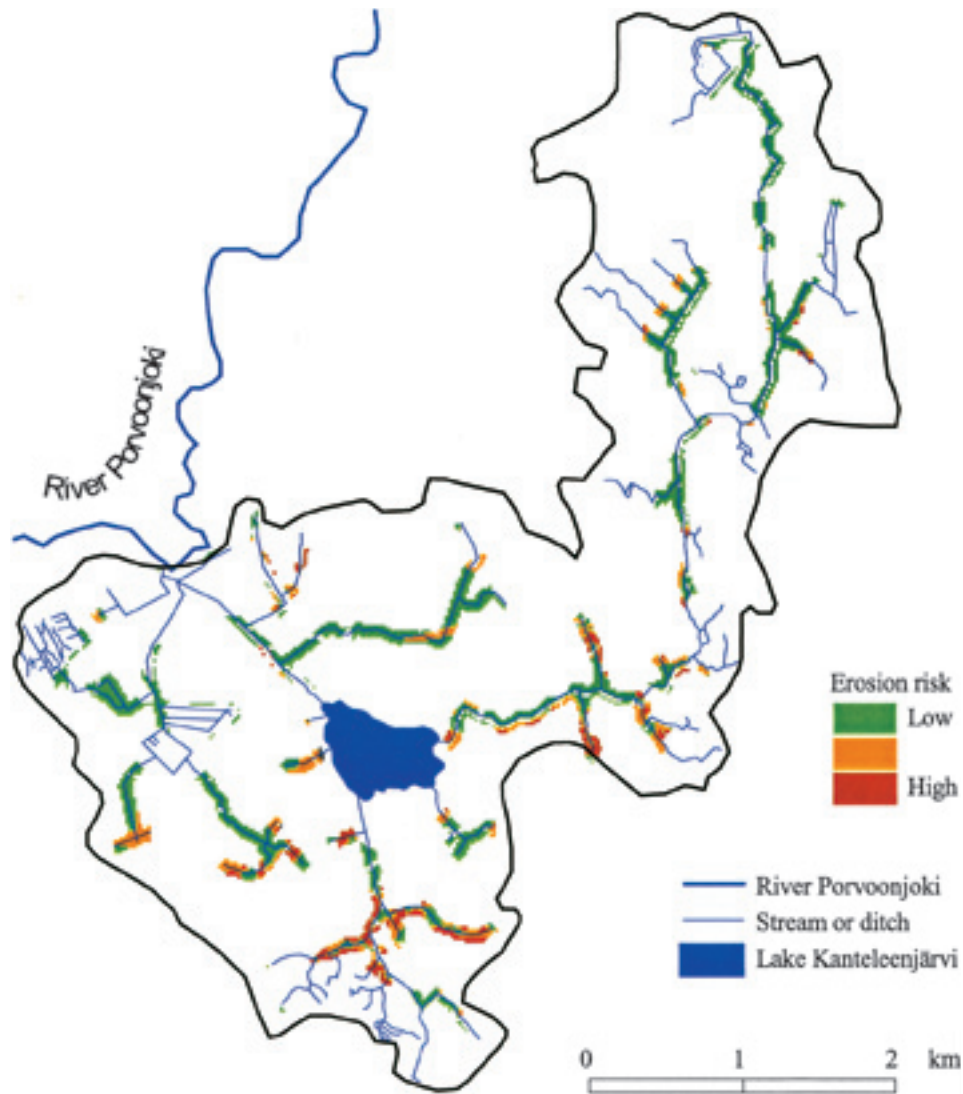 River Porvoonjoki
Erosion risk
Low
High
River Porvoonjoki
Stream or ditch
Lake Kanteleenjärvi
0 1 2 km